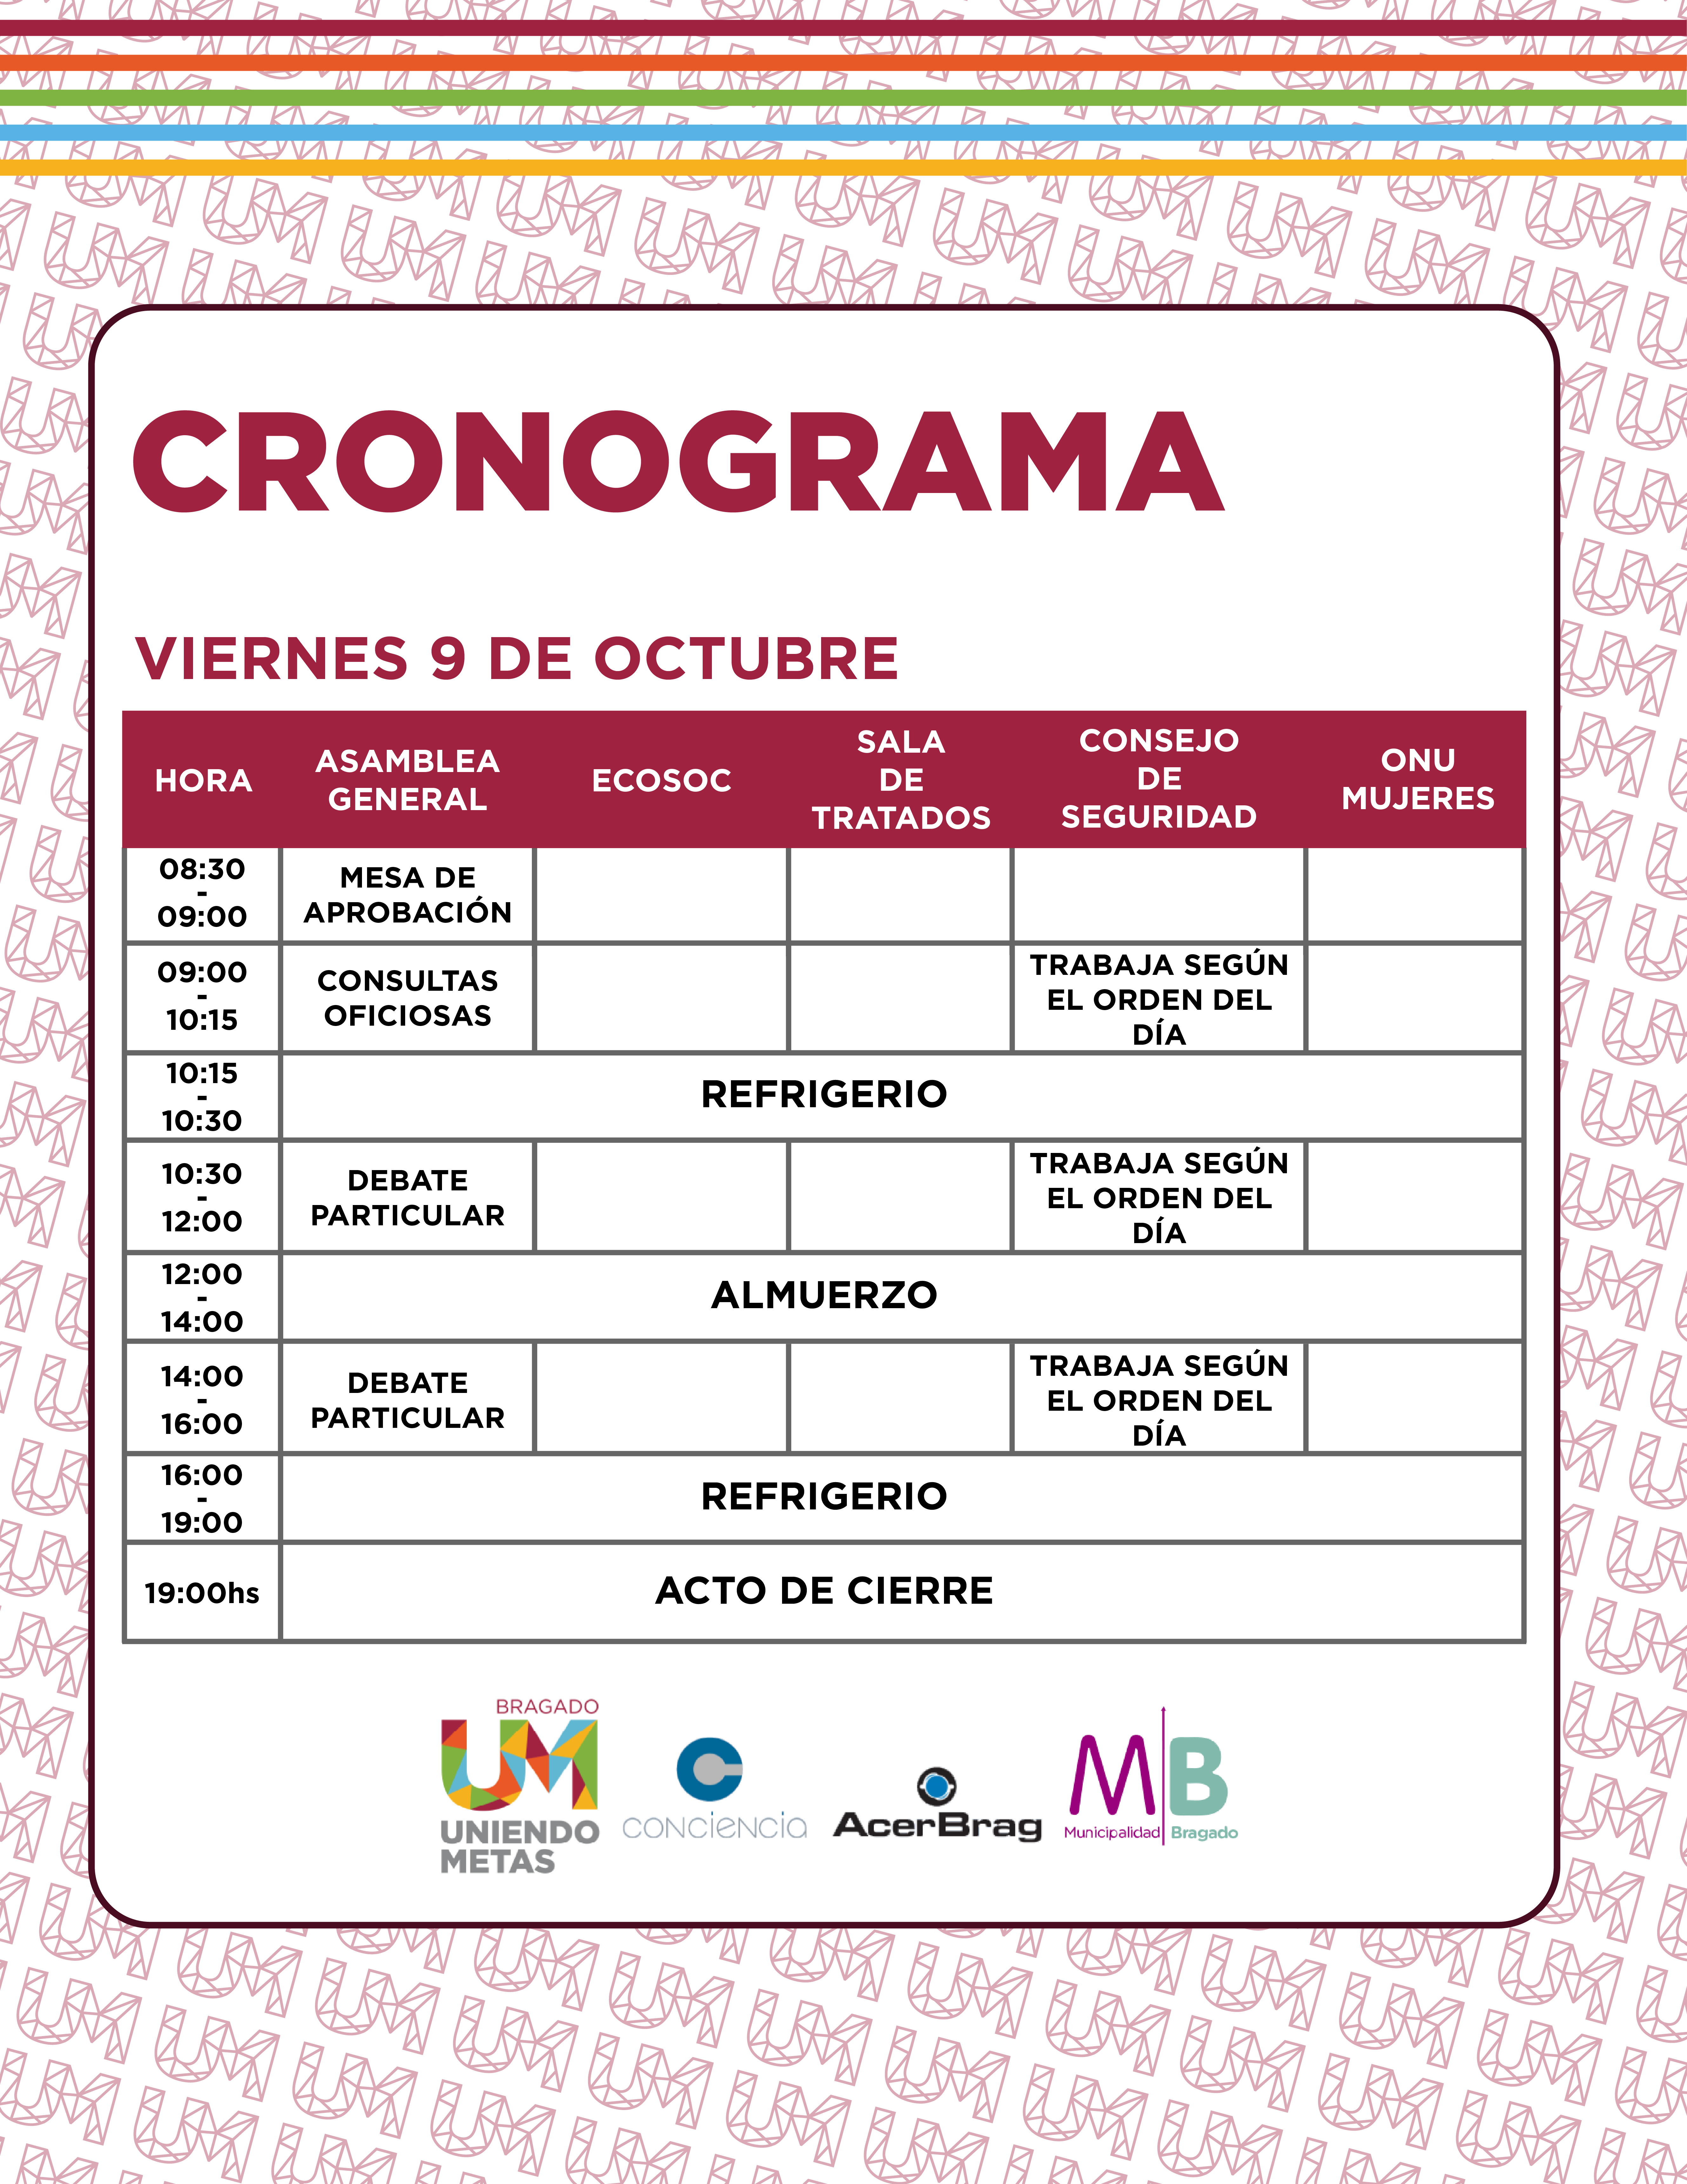 CRONOGRAMA
VIERNES 9 DE OCTUBRE
HORA
ASAMBLEA
GENERAL
ECOSOC
SALA
DE
TRATADOS
CONSEJO
DE
SEGURIDAD
ONU
MUJERES
08:30
-
09:00
MESA DE
APROBACIÓN
09:00
-
10:15
CONSULTAS
OFICIOSAS
TRABAJA SEGÚN
EL ORDEN DEL
DÍA
10:15
-
10:30
REFRIGERIO
10:30
-
12:00
DEBATE
PARTICULAR
TRABAJA SEGÚN
EL ORDEN DEL
DÍA
12:00
-
14:00
ALMUERZO
14:00
-
16:00
DEBATE
PARTICULAR
TRABAJA SEGÚN
EL ORDEN DEL
DÍA
16:00
-
19:00
REFRIGERIO
19:00hs
ACTO DE CIERRE
BRAGADO
UM
UNIENDO
METAS
conciencia
AcerBrag
M B
Municipalidad Bragado